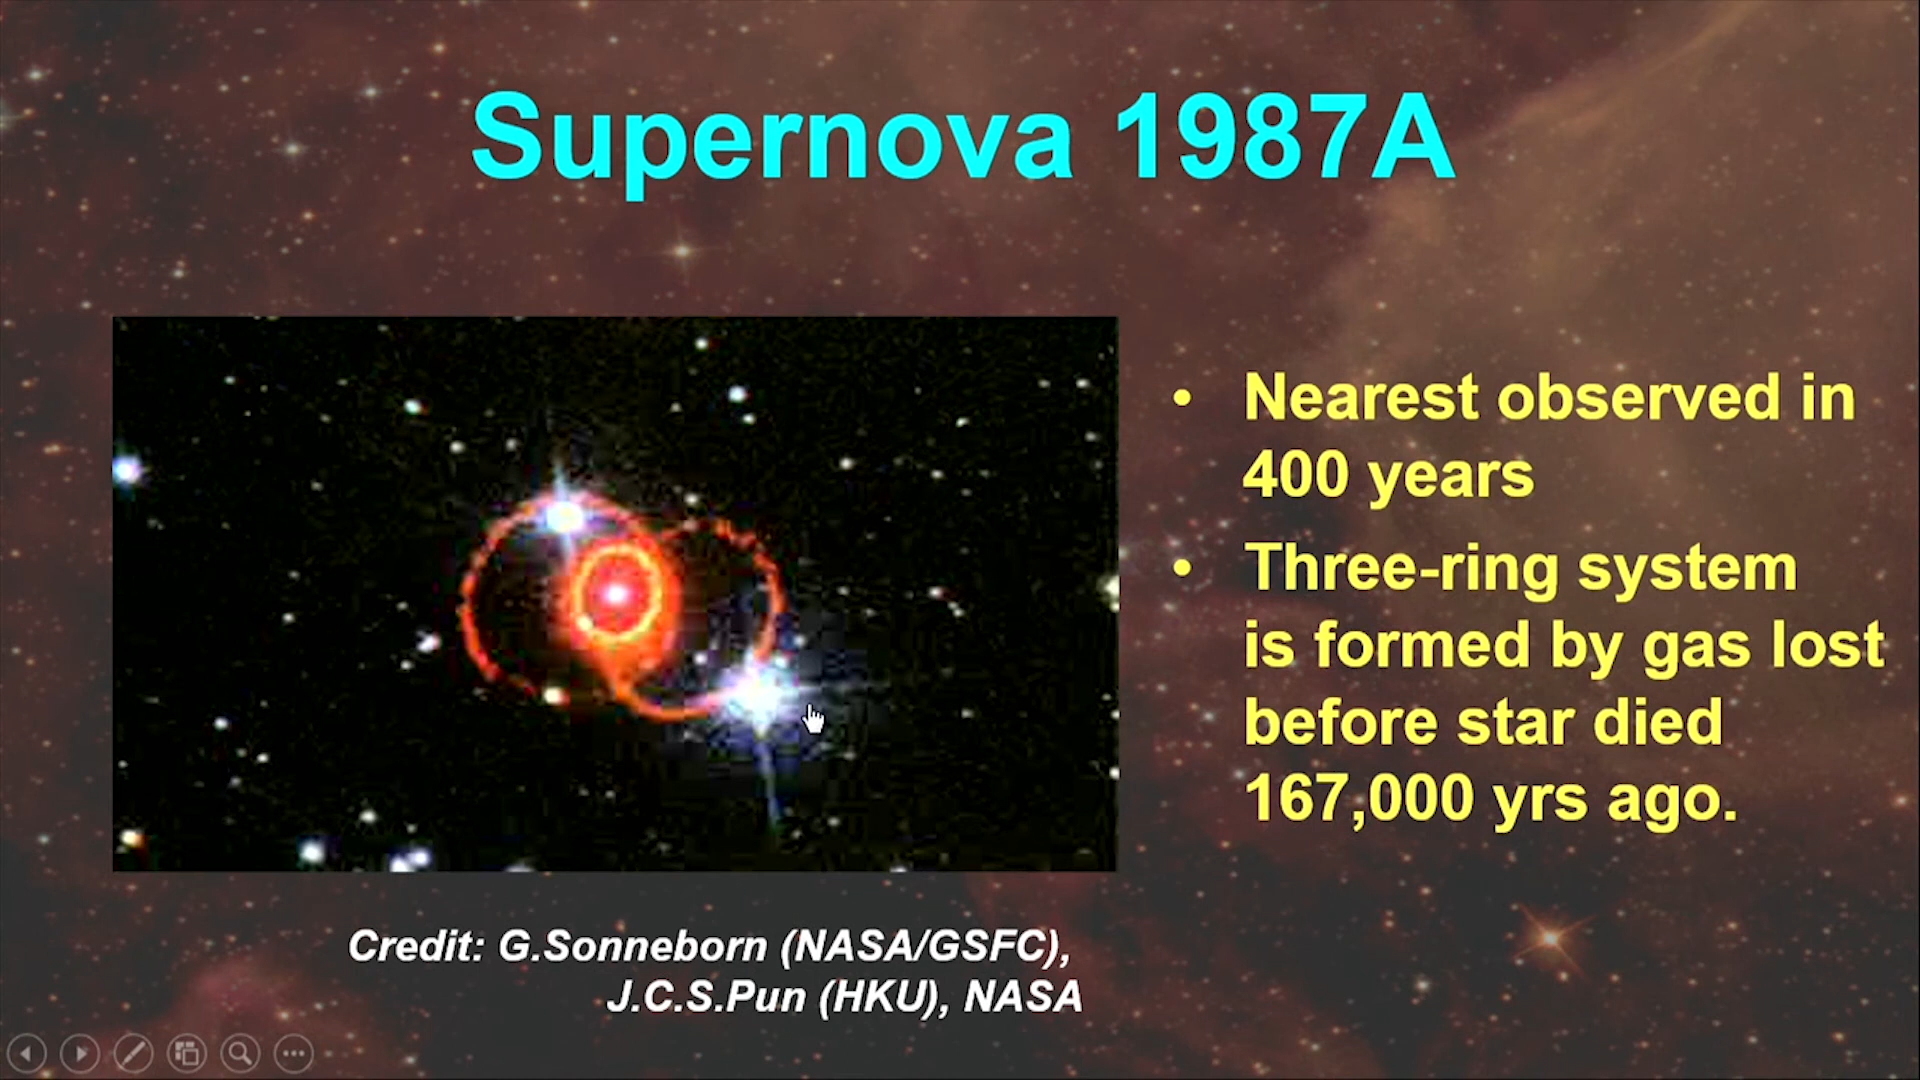 Supernova 1987A
• Nearest observed in
400 years
• Three-ring system
is formed by gas lost
before star died
167,000 yrs ago.
Credit: G.Sonneborn (NASA/GSFC),
J.C.S.Pun (HKU), NASA